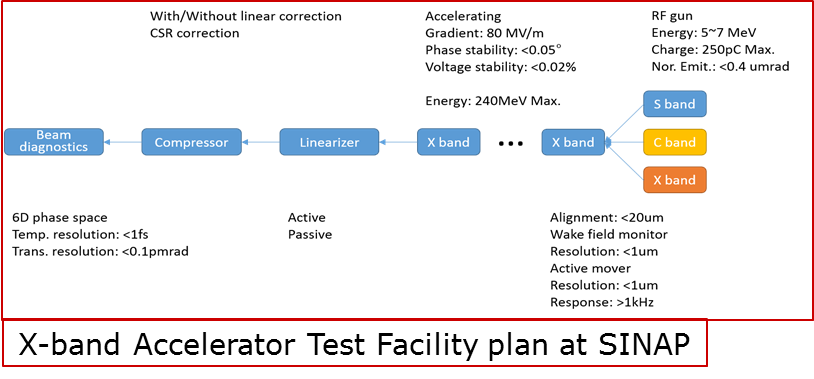 With/Without linear correction
CSR correction
Accelerating
Gradient: 80 MV/m
Phase stability: <0.05°
Voltage stability: <0.02%
Energy: 240MeV Max.
RF gun
Energy: 5~7 MeV
Charge: 250pC Max.
Nor. Emit.: <0.4 umrad
Beam
diagnostics
Compressor
Linearizer
X band
•••
X band
S band
C band
X band
6D phase space
Temp. resolution: <1fs
Trans. resolution: <0.1pmrad
Active
Passive
Alignment: <20um
Wake field monitor
Resolution: <1um
Active mover
Resolution: <1um
Response: >1kHz
X-band Accelerator Test Facility plan at SINAP